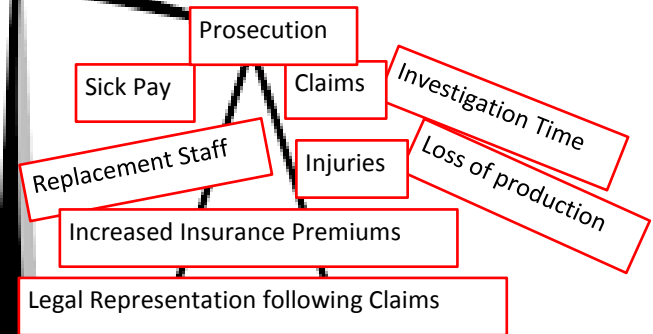 Prosecution
Sick Pay
Claims
Investigation Time
Replacement Staff
Injuries
Loss of production
Increased Insurance Premiums
Legal Representation following Claims